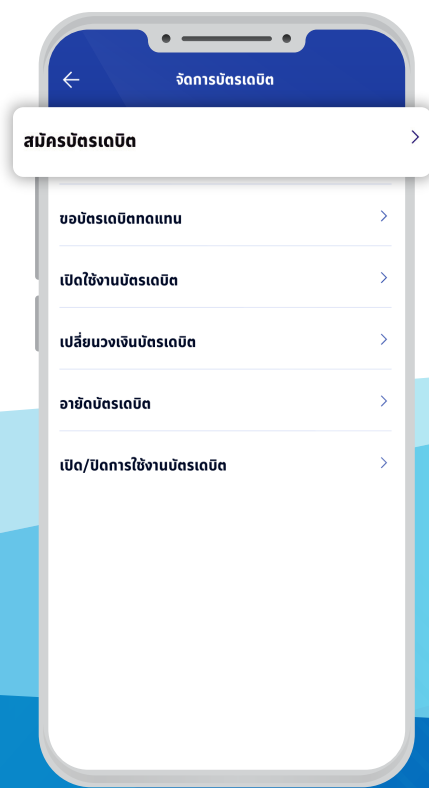 จัดการบัตรเดบิต
สมัครบัตรเดบิต
ขอบัตรเดบิตทดแทน
เปิดใช้งานบัตรเดบิต
เปลี่ยนวงเงินบัตรเดบิต
อายัดบัตรเดบิต
เปิด/ปิดการใช้งานบัตรเดบิต